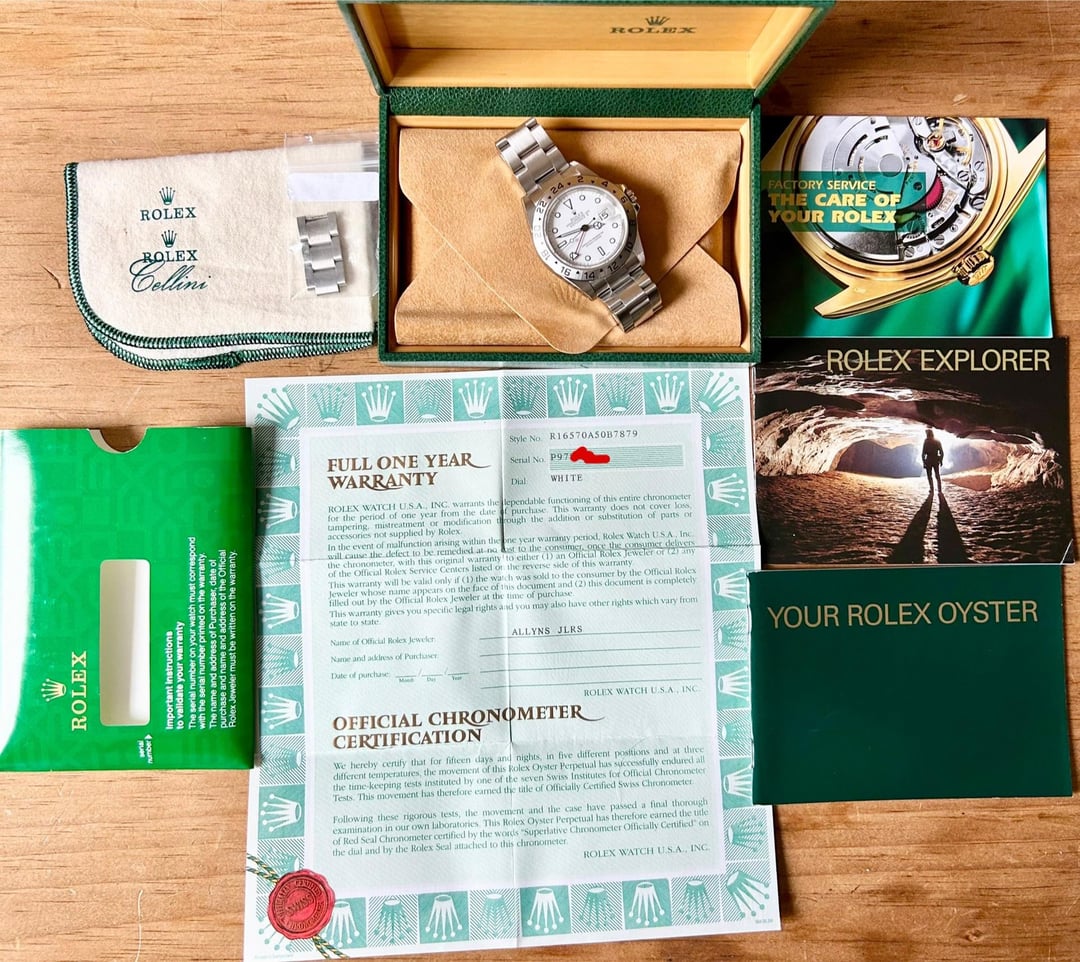 ROLEX
ROLEX
ROLEX
Cellini
FACTORY SERVICE
THE CARE OF
YOUR ROLEX
ROLEX EXPLORER
YOUR ROLEX OYSTER
24
2
4
22
20
18
16
14
12
ROLEX
Important instructions
to validate your warranty
The serial number on your watch must correspond
with the serial number printed on the warranty.
The name and address of Purchaser, date of
purchase and name and address of the Official
Rolex Jeweler must be written on the warranty.
serial
number
Style No. R16570A50B7879
Serial No. P97
Dial WHITE
FULL ONE YEAR
WARRANTY
ROLEX WATCH U.S.A., INC. warrants the dependable functioning of this entire chronometer
for the period of one year from the date of purchase. This warranty does not cover loss,
tampering, mistreatment or modification through the addition or substitution of parts or
accessories not supplied by Rolex.
In the event of malfunction arising within the one year warranty period, Rolex Watch U.S.A., Inc.
will cause the defect to be remedied at no cost to the consumer, once the consumer delivers
the chronometer, with this original warranty to either (1) an Official Rolex Jeweler or (2) any
of the Official Rolex Service Centers listed on the reverse side of this warranty.
This warranty will be valid only if (1) the watch was sold to the consumer by the Official Rolex
Jeweler whose name appears on the face of this document and (2) this document is completely
filled out by the Official Rolex Jeweler at the time of purchase.
This warranty gives you specific legal rights and you may also have other rights which vary from
state to state.
Name of Official Rolex Jeweler: ALLYNS JLRS
Name and address of Purchaser:
Date of purchase: / /
Month Day Year
ROLEX WATCH U.S.A., INC.
OFFICIAL CHRONOMETER
CERTIFICATION
We hereby certify that for fifteen days and nights, in five different positions and at three
different temperatures, the movement of this Rolex Oyster Perpetual has successfully endured all
the time-keeping tests instituted by one of the seven Swiss Institutes for Official Chronometer
Tests. This movement has therefore earned the title of Officially Certified Swiss Chronometer.
Following these rigorous tests, the movement and the case have passed a final thorough
examination in our own laboratories. This Rolex Oyster Perpetual has therefore earned the title
of Red Seal Chronometer certified by the words "Superlative Chronometer Officially Certified" on
the dial and by the Rolex Seal attached to this chronometer.
ROLEX WATCH U.S.A., INC.
SWISS